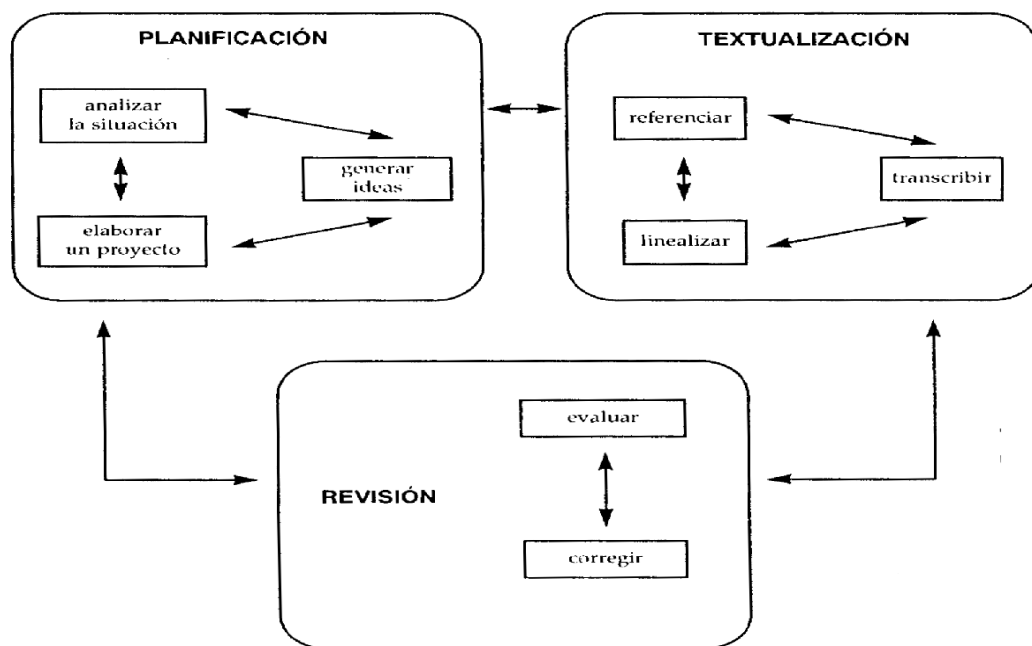 PLANIFICACIÓN
analizar
la situación
generar
ideas
elaborar
un proyecto
TEXTUALIZACIÓN
referenciar
transcribir
linealizar
REVISIÓN
evaluar
corregir